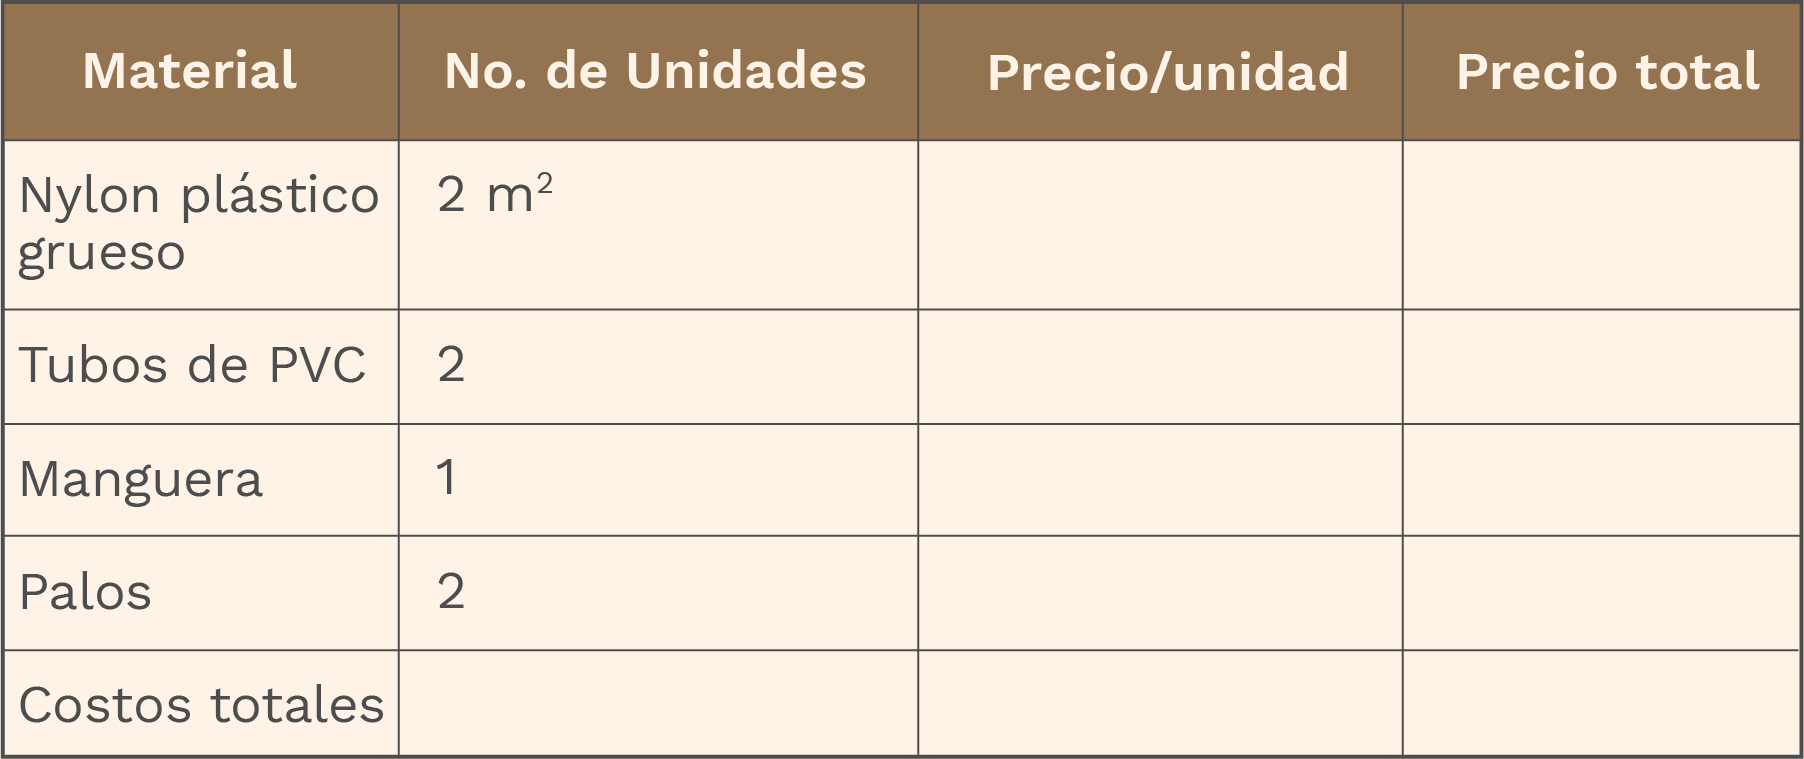 Material No. de Unidades Precio/unidad Precio total
Nylon plástico 2 m²
grueso
Tubos de PVC 2
Manguera 1
Palos 2
Costos totales